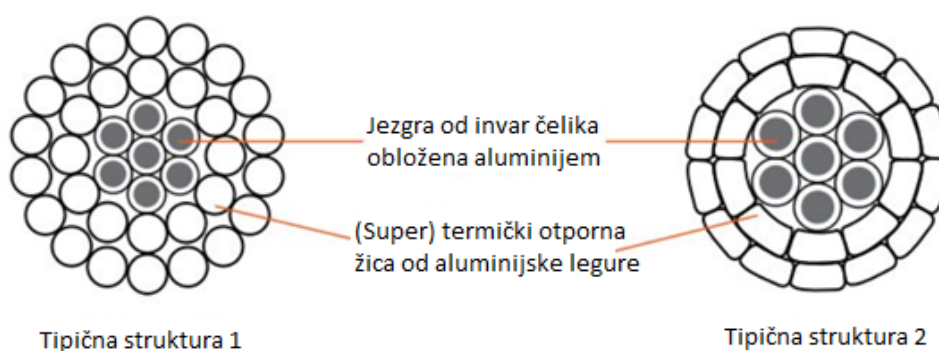 Jezgra od invar čelika
obložena aluminijem
(Super) termički otporna
žica od aluminijske legure
Tipična struktura 1
Tipična struktura 2